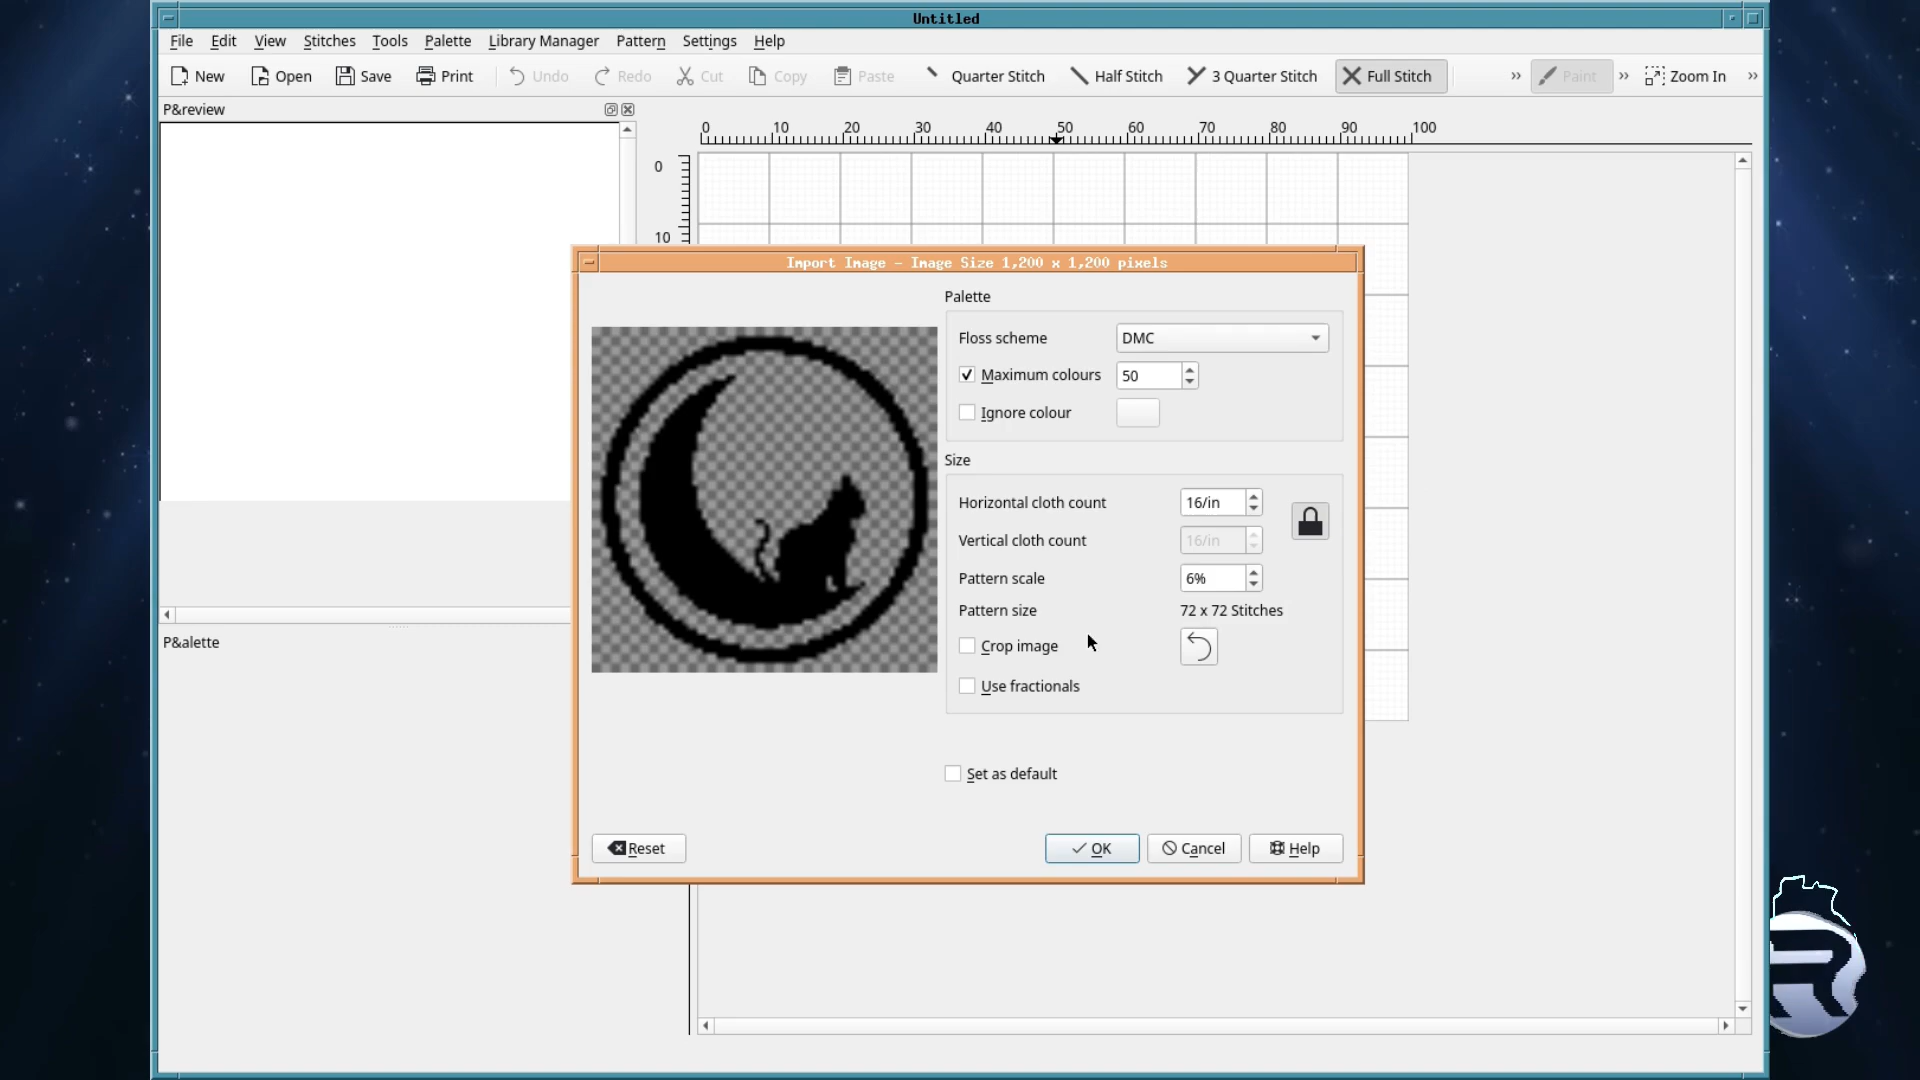 Untitled
File Edit View Stitches Tools Palette Library Manager Pattern Settings Help
New Open Save Print Undo Redo Cut Copy Paste Quarter Stitch Half Stitch 3 Quarter Stitch Full Stitch » Paint » Zoom In »
P&review
0 10 20 30 40 50 60 70 80 90 100
0
10
Import Image - Image Size 1,200 x 1,200 pixels
Palette
Floss scheme DMC
Maximum colours 50
Ignore colour
Size
Horizontal cloth count 16/in
Vertical cloth count 16/in
Pattern scale 6%
Pattern size 72 x 72 Stitches
Crop image
Use fractionals
P&alette
Set as default
Reset OK Cancel Help